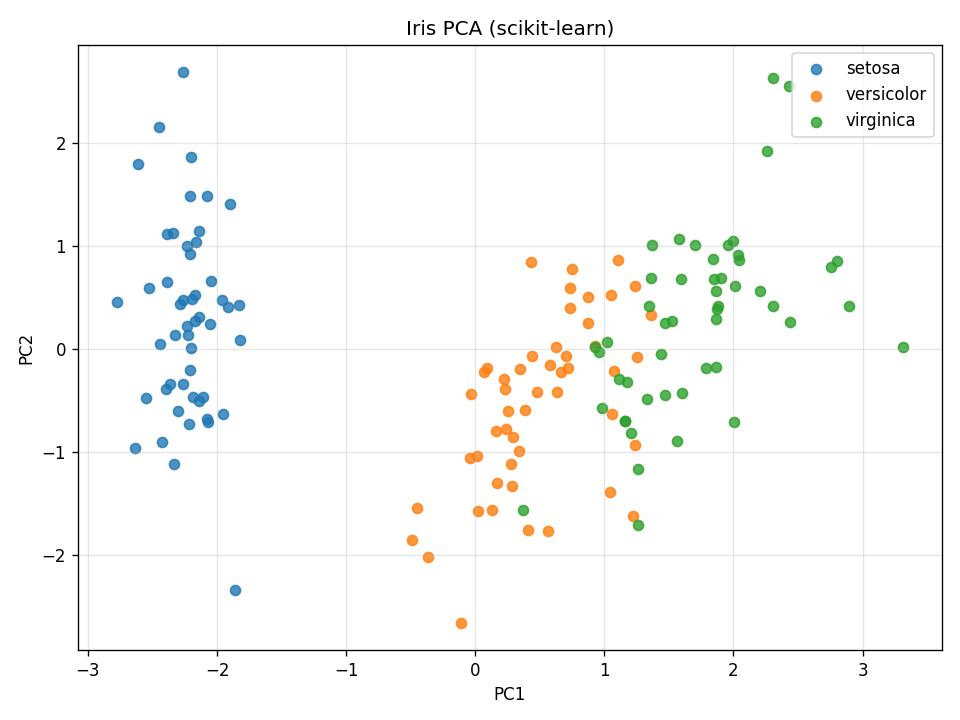 Iris PCA (scikit-learn)
setosa
versicolor
virginica
2
1
0
−1
−2
PC2
−3
−2
−1
0
1
2
3
PC1